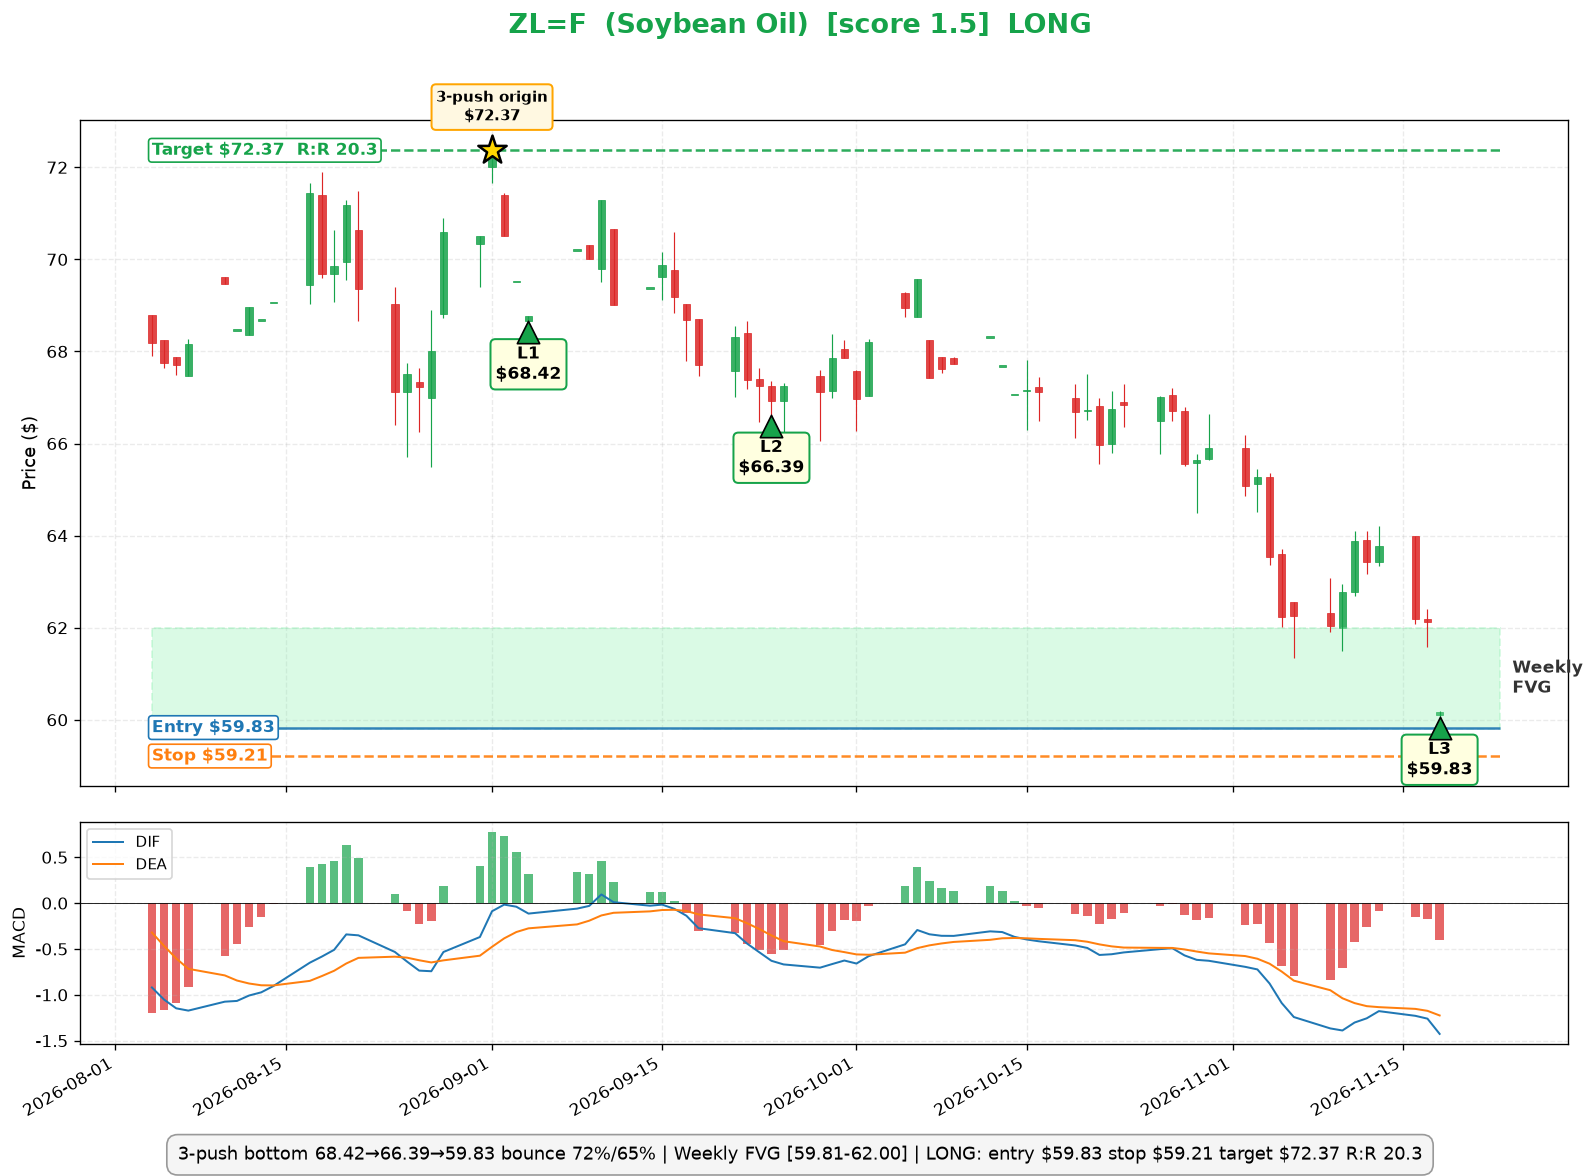 ZL=F  (Soybean Oil)  [score 1.5]  LONG
3-push origin
$72.37
Target $72.37  R:R 20.3
72
70
68
66
64
62
60
Price ($)
L1
$68.42
L2
$66.39
Weekly
FVG
Entry $59.83
Stop $59.21
L3
$59.83
DIF
DEA
0.5
0.0
-0.5
-1.0
-1.5
MACD
2026-08-01
2026-08-15
2026-09-01
2026-09-15
2026-10-01
2026-10-15
2026-11-01
2026-11-15
3-push bottom 68.42→66.39→59.83 bounce 72%/65% | Weekly FVG [59.81-62.00] | LONG: entry $59.83 stop $59.21 target $72.37 R:R 20.3